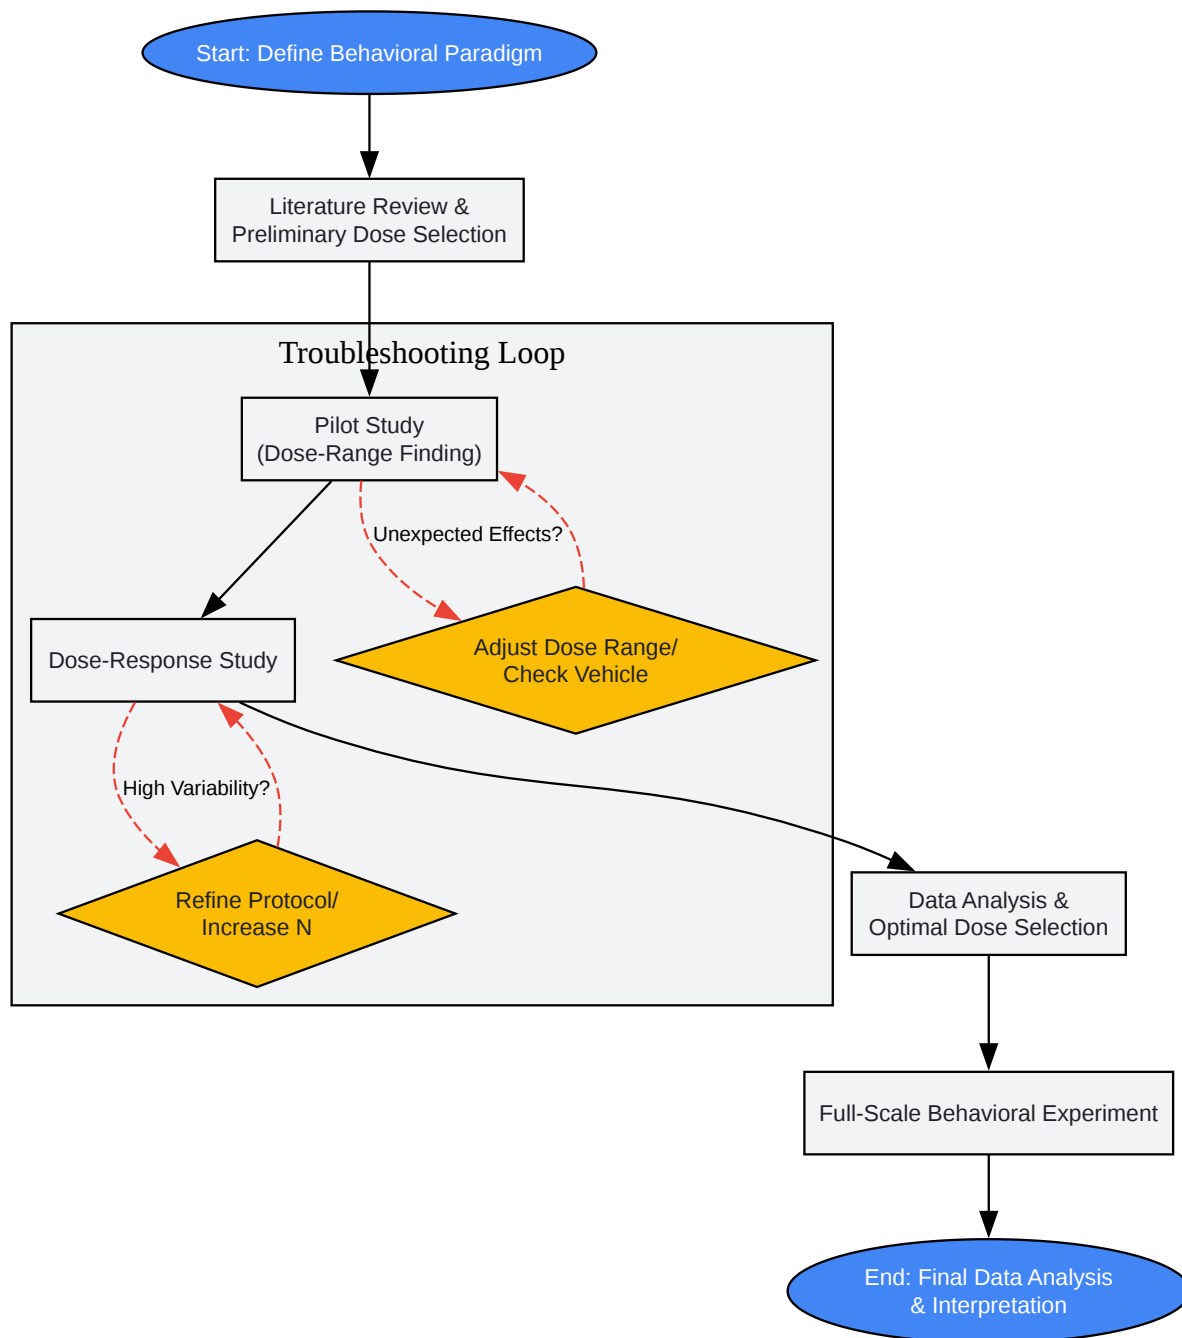 Start: Define Behavioral Paradigm
Literature Review &
Preliminary Dose Selection
Troubleshooting Loop
Pilot Study
(Dose-Range Finding)
Unexpected Effects?
Dose-Response Study
Adjust Dose Range/
Check Vehicle
High Variability?
Refine Protocol/
Increase N
Data Analysis &
Optimal Dose Selection
Full-Scale Behavioral Experiment
End: Final Data Analysis
& Interpretation